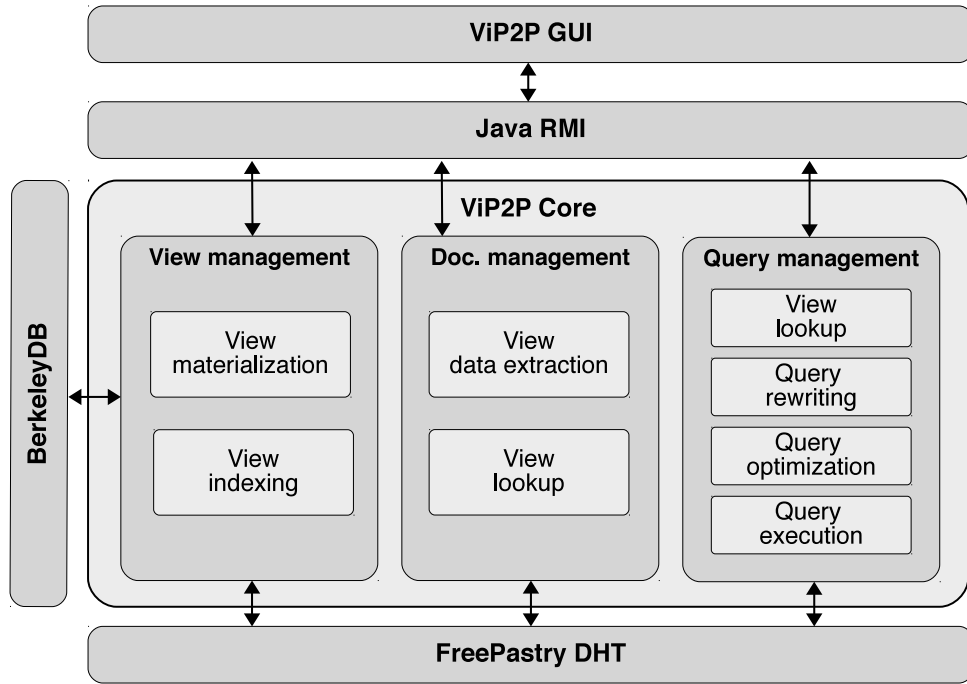 ViP2P GUI
Java RMI
BerkeleyDB
ViP2P Core
View management
View
materialization
View
indexing
Doc. management
View
data extraction
View
lookup
Query management
View
lookup
Query
rewriting
Query
optimization
Query
execution
FreePastry DHT